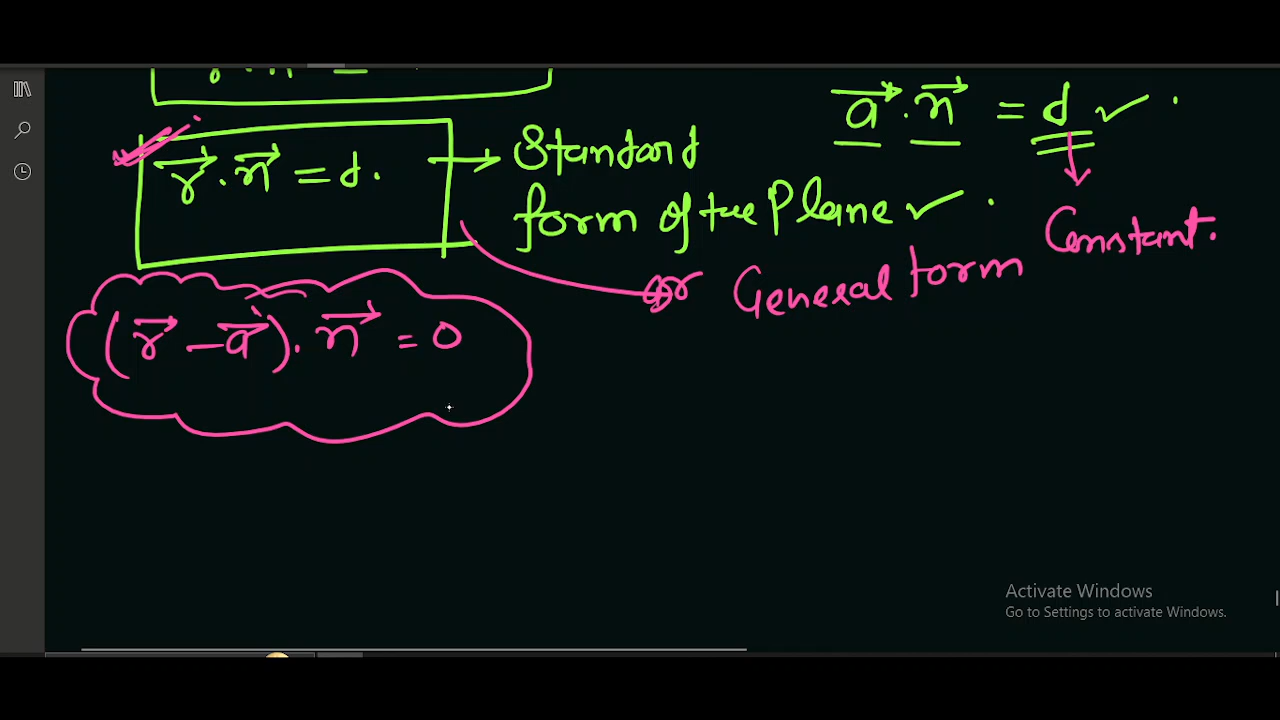 a⃗ . n⃗ = d ✓ .
r⃗ . n⃗ = d . → Standard
form of the Plane ✓ .
Constant .
or General form
( r⃗ – a⃗ ) . n⃗ = 0
Activate Windows
Go to Settings to activate Windows.